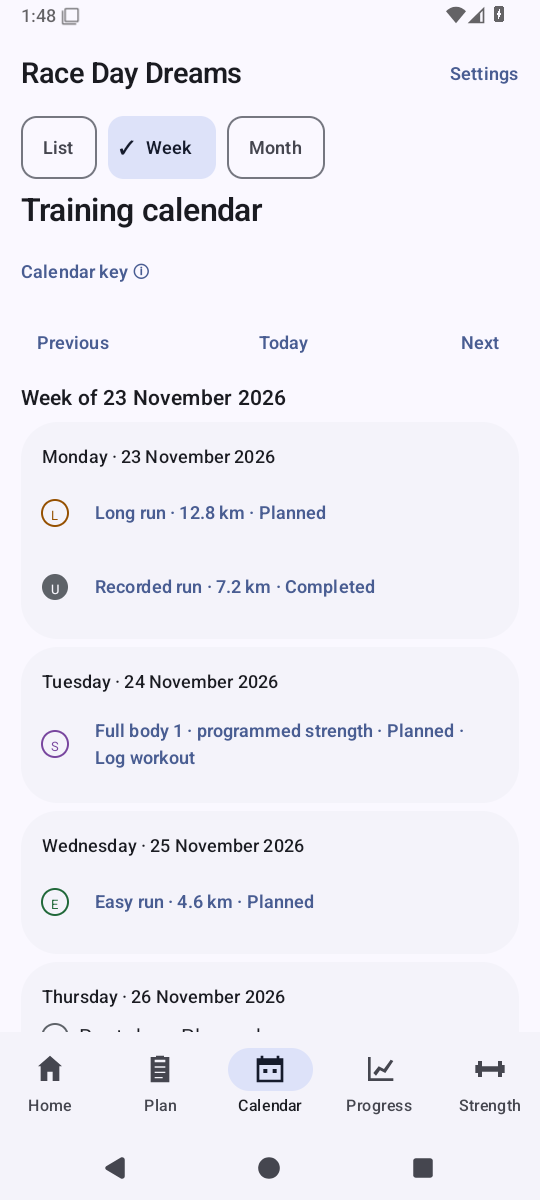 1:48
Race Day Dreams
Settings
List
✓ Week
Month
Training calendar
Calendar key ⓘ
Previous
Today
Next
Week of 23 November 2026
Monday · 23 November 2026
L
Long run · 12.8 km · Planned
U
Recorded run · 7.2 km · Completed
Tuesday · 24 November 2026
S
Full body 1 · programmed strength · Planned ·
Log workout
Wednesday · 25 November 2026
E
Easy run · 4.6 km · Planned
Thursday · 26 November 2026
Home
Plan
Calendar
Progress
Strength